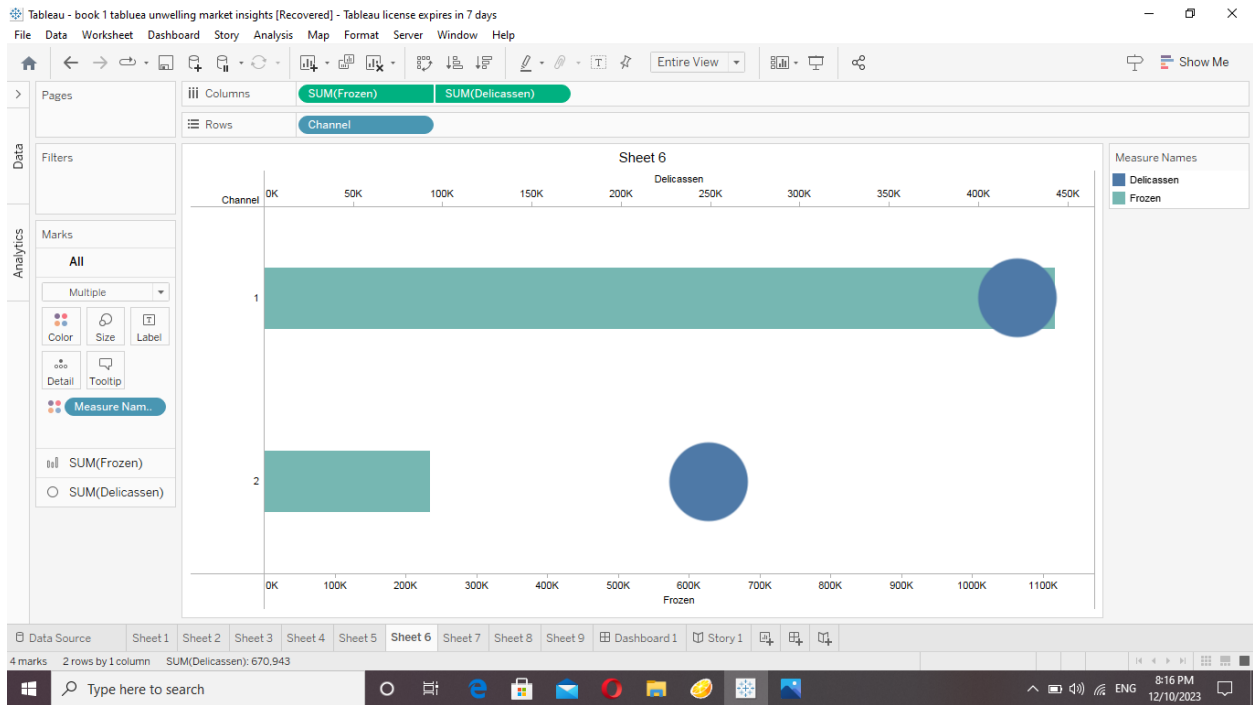 Tableau - book 1 tabluea unwelling market insights [Recovered] - Tableau license expires in 7 days
File Data Worksheet Dashboard Story Analysis Map Format Server Window Help
Entire View
Show Me
Pages
iii Columns
SUM(Frozen)
SUM(Delicassen)
Rows
Channel
Data
Analytics
Filters
Marks
All
Multiple
Color Size Label
Detail Tooltip
Measure Nam..
SUM(Frozen)
SUM(Delicassen)
Sheet 6
Delicassen
Channel 0K 50K 100K 150K 200K 250K 300K 350K 400K 450K
1
2
0K 100K 200K 300K 400K 500K 600K 700K 800K 900K 1000K 1100K
Frozen
Measure Names
Delicassen
Frozen
Data Source Sheet 1 Sheet 2 Sheet 3 Sheet 4 Sheet 5 Sheet 6 Sheet 7 Sheet 8 Sheet 9 Dashboard 1 Story 1
4 marks 2 rows by 1 column SUM(Delicassen): 670,943
Type here to search
ENG
8:16 PM
12/10/2023